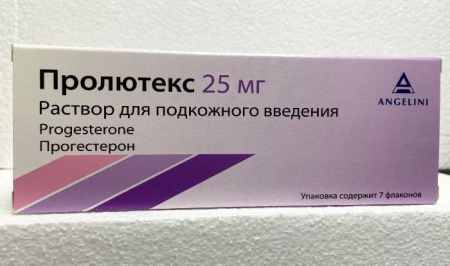 Пролютекс 25 мг
Раствор для подкожного введения
Progesterone
Прогестерон
ANGELINI
Упаковка содержит 7 флаконов